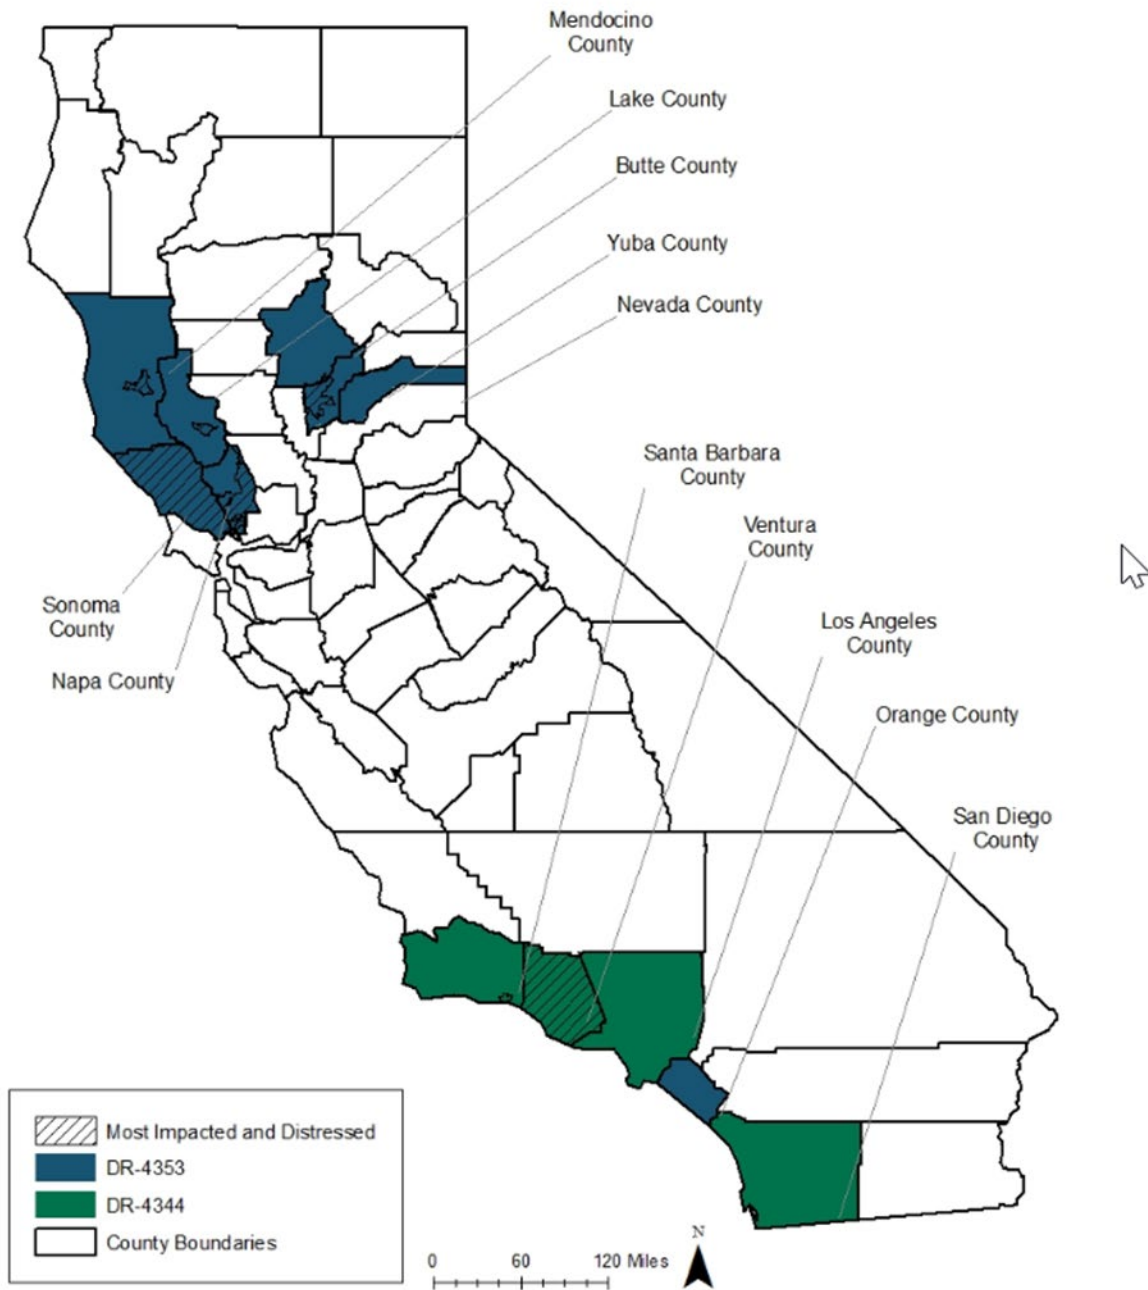 Mendocino
County
Lake County
Butte County
Yuba County
Nevada County
Santa Barbara
County
Ventura
County
Sonoma
County
Los Angeles
County
Napa County
Orange County
San Diego
County
Most Impacted and Distressed
DR-4353
DR-4344
County Boundaries
N
0 60 120 Miles